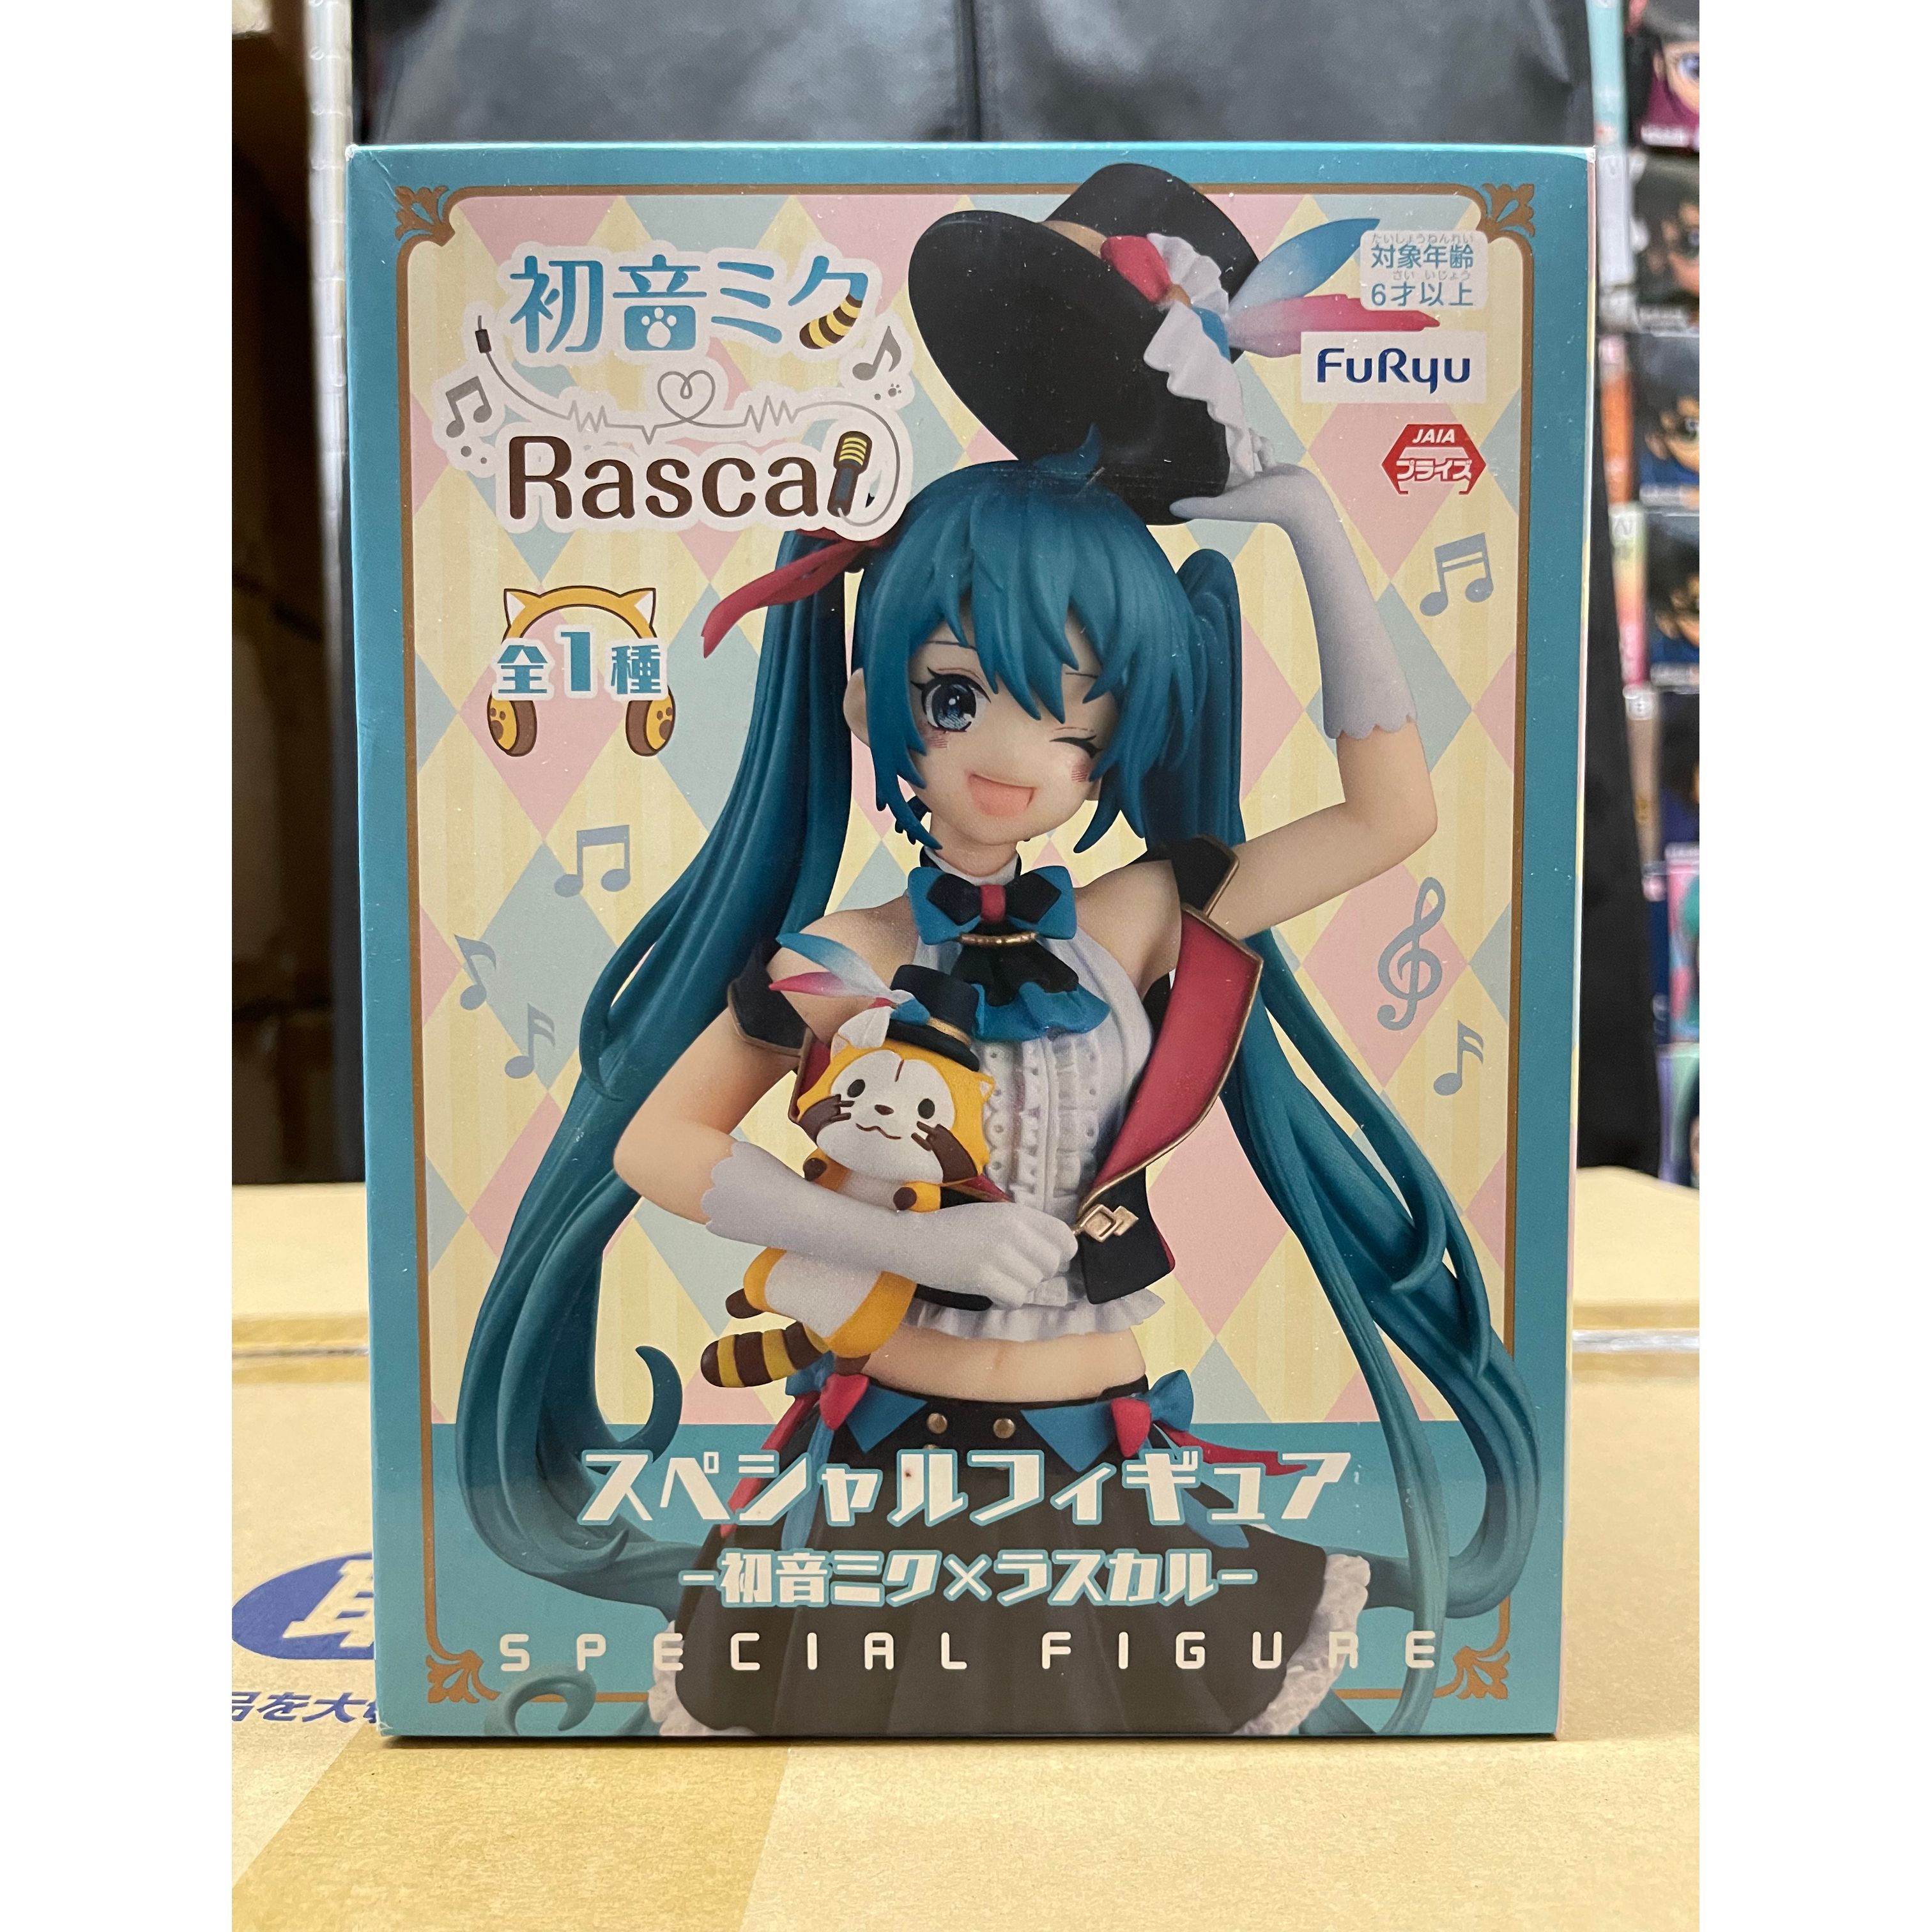 初音ミク
Rascal
たいしょうねんれい
対象年齢
さい いじょう
6才以上
FuRyu
JAIA
プライズ
全1種
スペシャルフィギュア
-初音ミク×ラスカル-
SPECIAL FIGURE
品を大